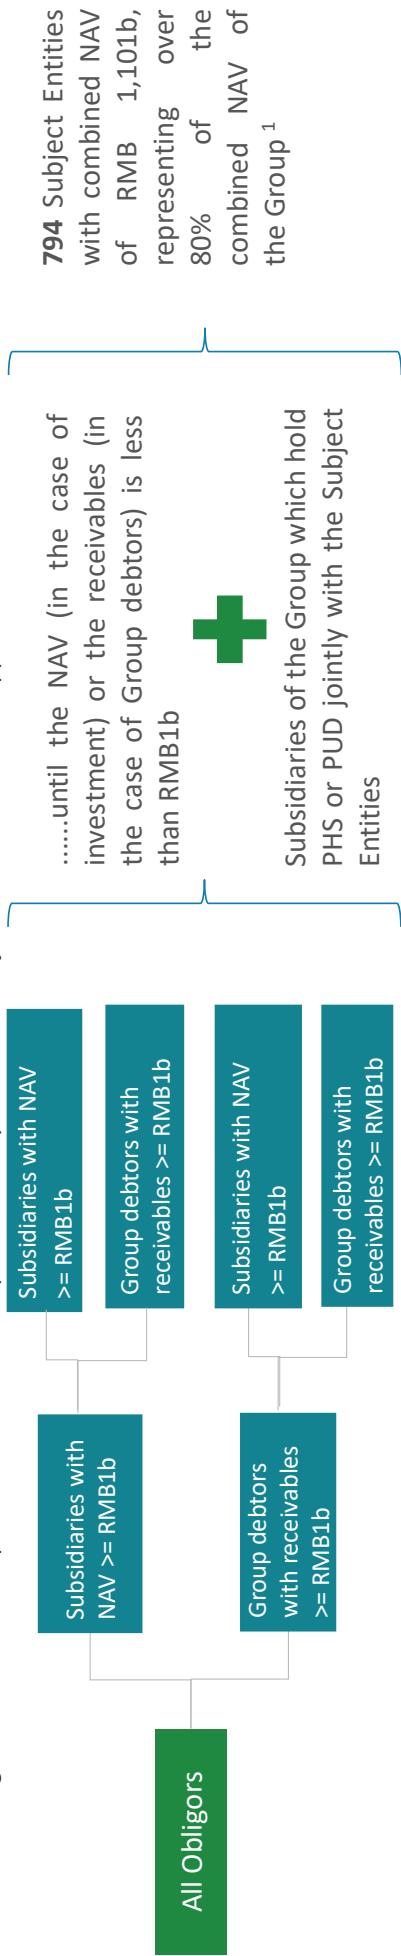 All Obligors
Subsidiaries with
NAV >= RMB1b
Group debtors
with receivables
>= RMB1b
Subsidiaries with NAV
>= RMB1b
Group debtors with
receivables >= RMB1b
Subsidiaries with NAV
>= RMB1b
Group debtors with
receivables >= RMB1b
......until the NAV (in the case of
investment) or the receivables (in
the case of Group debtors) is less
than RMB1b
Subsidiaries of the Group which hold
PHS or PUD jointly with the Subject
Entities
794 Subject Entities
with combined NAV
of RMB 1,101b,
representing over
80% of the
combined NAV of
the Group 1